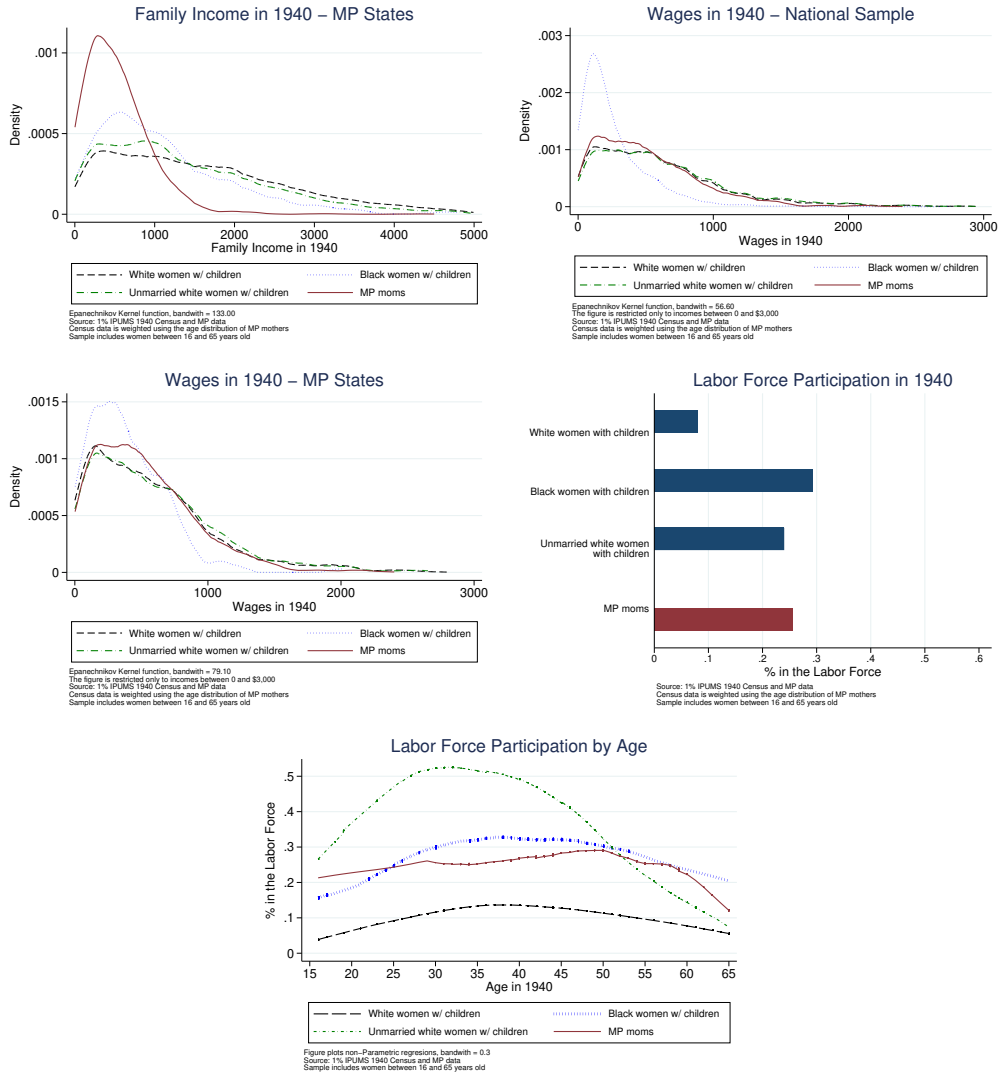 Family Income in 1940 − MP States
.001
.0005
0
Density
0 1000 2000 3000 4000 5000
Family Income in 1940
White women w/ children Black women w/ children
Unmarried white women w/ children MP moms
Epanechnikov Kernel function, bandwith = 133.00
Source: 1% IPUMS 1940 Census and MP data
Census data is weighted using the age distribution of MP mothers
Sample includes women between 16 and 65 years old
Wages in 1940 − National Sample
.003
.002
.001
0
Density
0 1000 2000 3000
Wages in 1940
White women w/ children Black women w/ children
Unmarried white women w/ children MP moms
Epanechnikov Kernel function, bandwith = 56.60
The figure is restricted only to incomes between 0 and $3,000
Source: 1% IPUMS 1940 Census and MP data
Census data is weighted using the age distribution of MP mothers
Sample includes women between 16 and 65 years old
Wages in 1940 − MP States
.0015
.001
.0005
0
Density
0 1000 2000 3000
Wages in 1940
White women w/ children Black women w/ children
Unmarried white women w/ children MP moms
Epanechnikov Kernel function, bandwith = 79.10
The figure is restricted only to incomes between 0 and $3,000
Source: 1% IPUMS 1940 Census and MP data
Census data is weighted using the age distribution of MP mothers
Sample includes women between 16 and 65 years old
Labor Force Participation in 1940
White women with children
Black women with children
Unmarried white women
with children
MP moms
0 .1 .2 .3 .4 .5 .6
% in the Labor Force
Source: 1% IPUMS 1940 Census and MP data
Census data is weighted using the age distribution of MP mothers
Sample includes women between 16 and 65 years old
Labor Force Participation by Age
.5
.4
.3
.2
.1
0
% in the Labor Force
15 20 25 30 35 40 45 50 55 60 65
Age in 1940
White women w/ children Black women w/ children
Unmarried white women w/ children MP moms
Figure plots non−Parametric regresions, bandwith = 0.3
Source: 1% IPUMS 1940 Census and MP data
Sample includes women between 16 and 65 years old